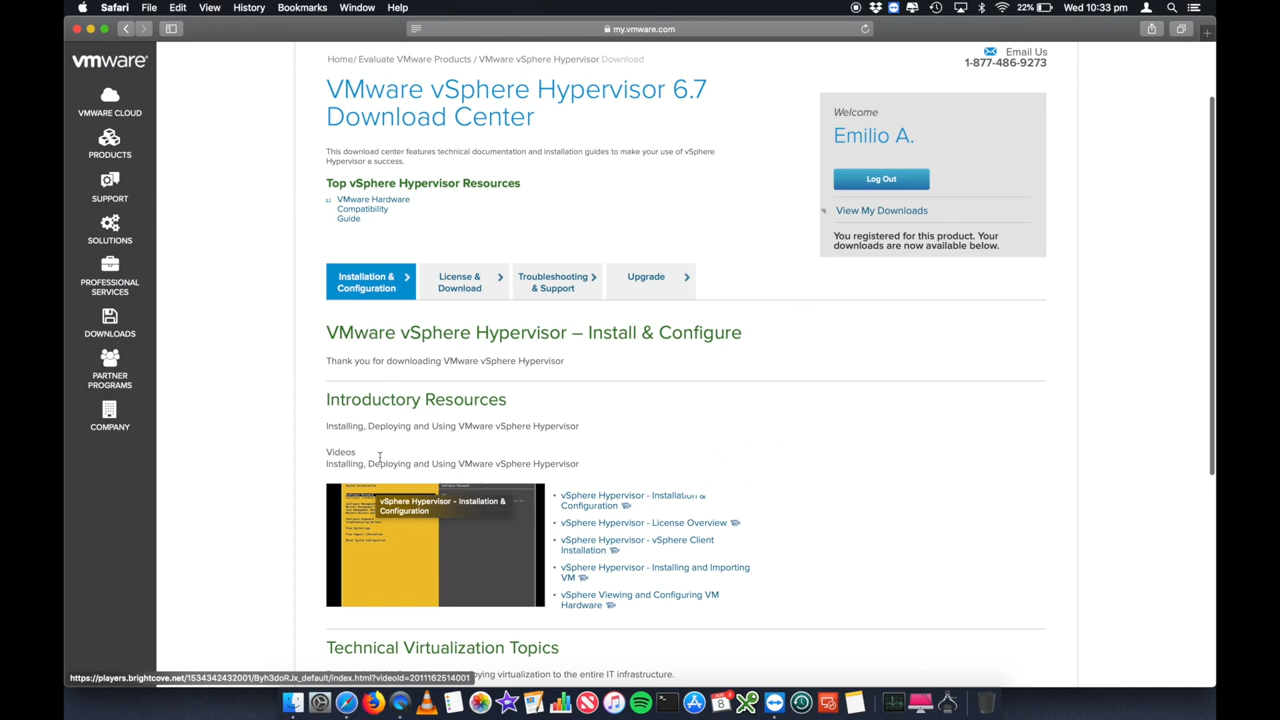 Safari File Edit View History Bookmarks Window Help
22% Wed 10:33 pm
my.vmware.com
vmware
VMWARE CLOUD
PRODUCTS
SUPPORT
SOLUTIONS
PROFESSIONAL
SERVICES
DOWNLOADS
PARTNER
PROGRAMS
COMPANY
Home/ Evaluate VMware Products / VMware vSphere Hypervisor Download
Email Us
1-877-486-9273
VMware vSphere Hypervisor 6.7
Download Center
This download center features technical documentation and installation guides to make your use of vSphere
Hypervisor a success.
Top vSphere Hypervisor Resources
VMware Hardware
Compatibility
Guide
Welcome
Emilio A.
Log Out
View My Downloads
You registered for this product. Your
downloads are now available below.
Installation &
Configuration
License &
Download
Troubleshooting
& Support
Upgrade
VMware vSphere Hypervisor – Install & Configure
Thank you for downloading VMware vSphere Hypervisor
Introductory Resources
Installing, Deploying and Using VMware vSphere Hypervisor
Videos
Installing, Deploying and Using VMware vSphere Hypervisor
vSphere Hypervisor - Installation &
Configuration
• vSphere Hypervisor - Installation &
Configuration
• vSphere Hypervisor - License Overview
• vSphere Hypervisor - vSphere Client
Installation
• vSphere Hypervisor - Installing and Importing
VM
• vSphere Viewing and Configuring VM
Hardware
Technical Virtualization Topics
ying virtualization to the entire IT infrastructure.
https://players.brightcove.net/1534342432001/Byh3doRJx_default/index.html?videoId=2011162514001